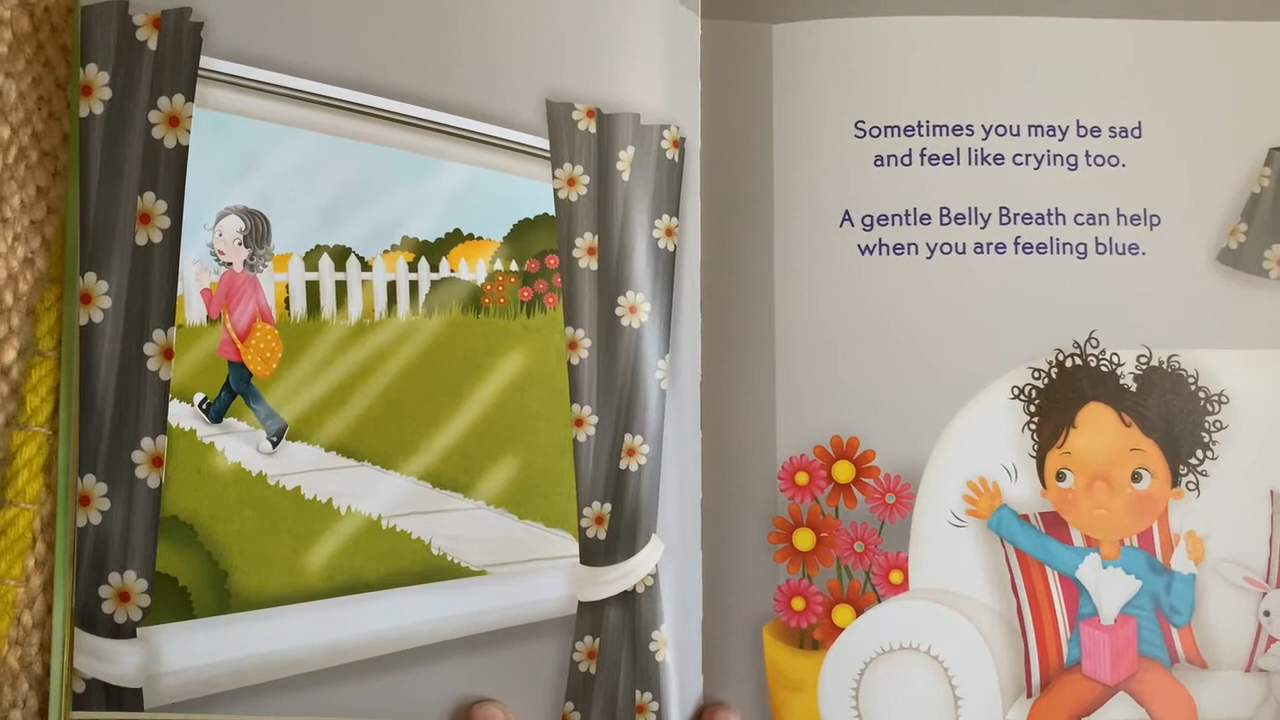 Sometimes you may be sad
and feel like crying too.
A gentle Belly Breath can help
when you are feeling blue.